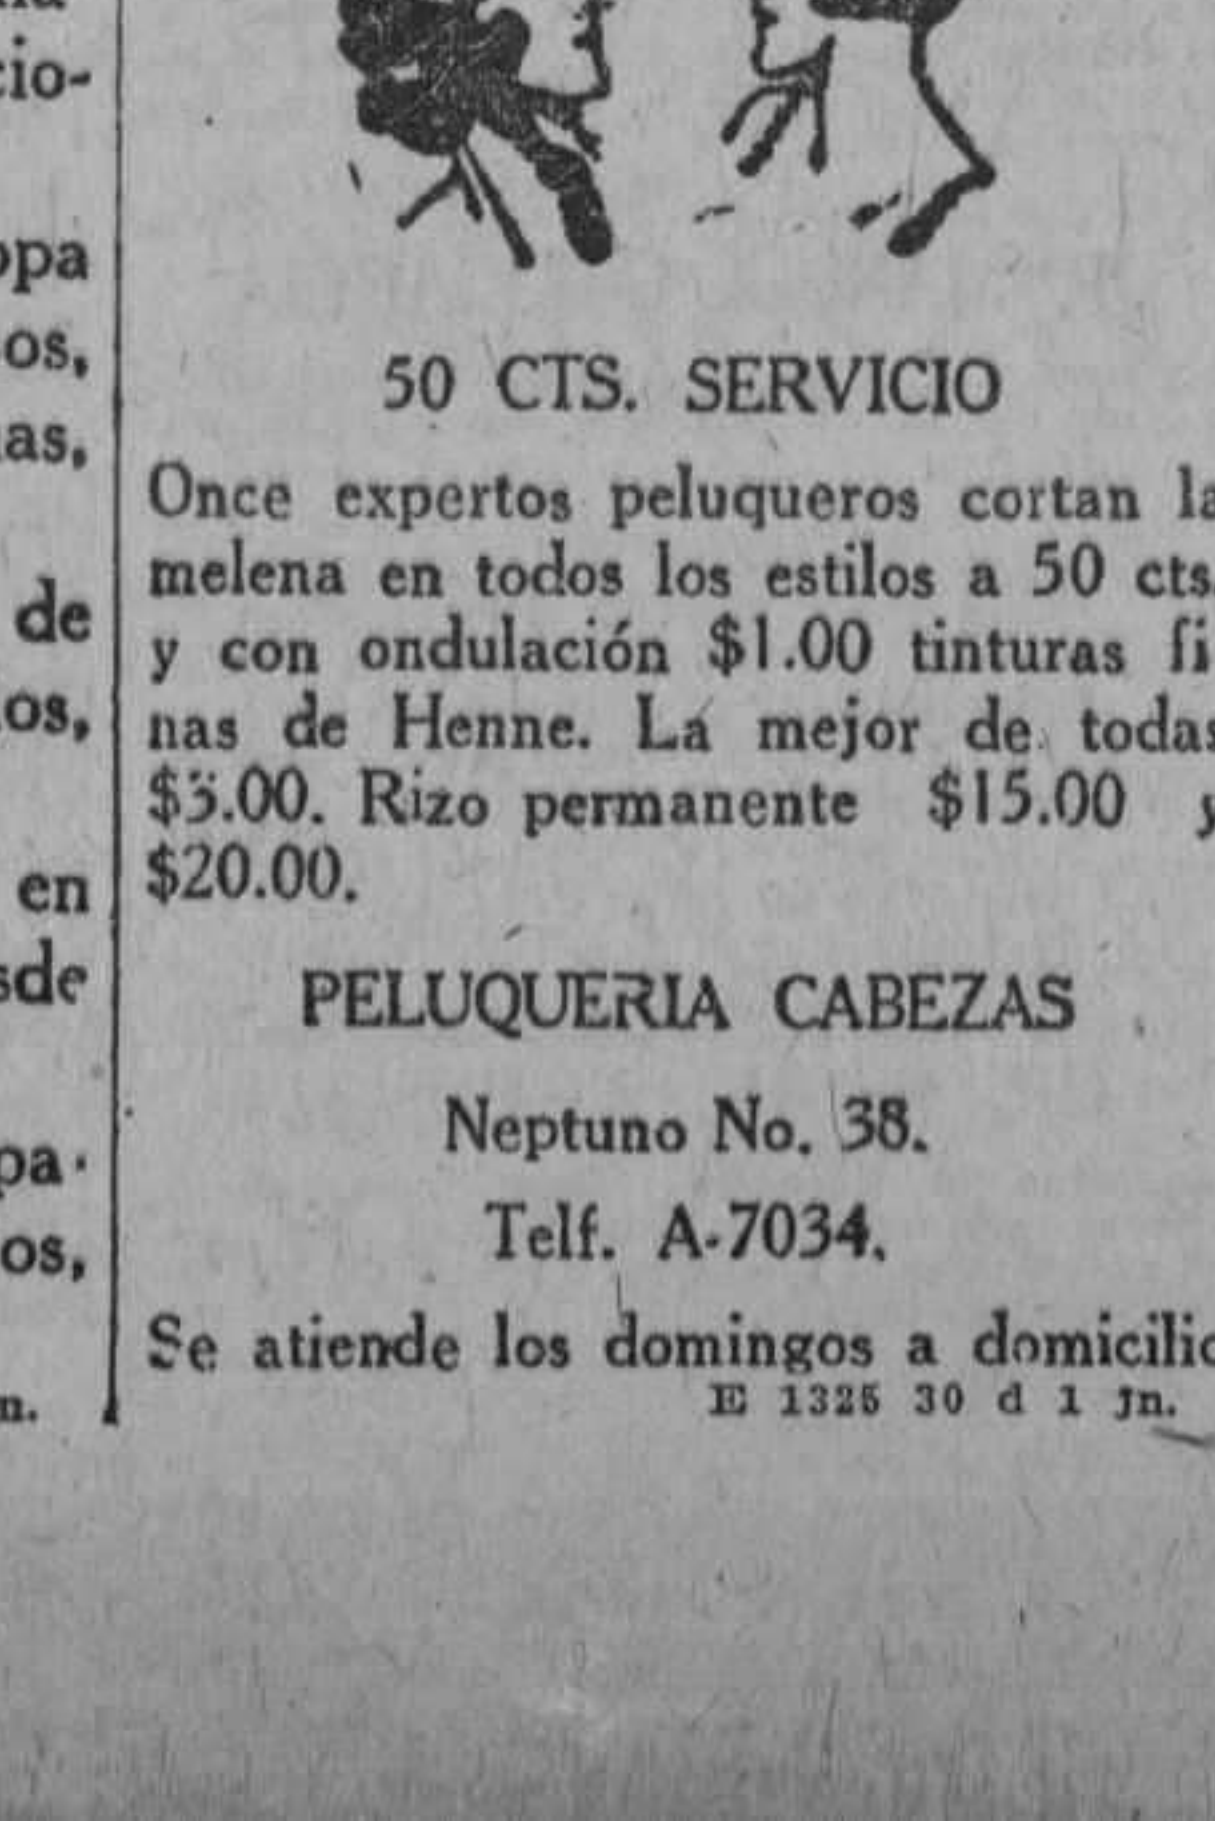 cio-
opa
os,
as,
de
os,
en
sde
pa-
os,
n.
50 CTS. SERVICIO
Once expertos peluqueros cortan la
melena en todos los estilos a 50 cts.
y con ondulación $1.00 tinturas fi-
nas de Henne. La mejor de todas
$3.00. Rizo permanente $15.00 y
$20.00.
PELUQUERIA CABEZAS
Neptuno No. 38.
Telf. A-7034.
Se atiende los domingos a domicilio
E 1325 30 d 1 Jn.